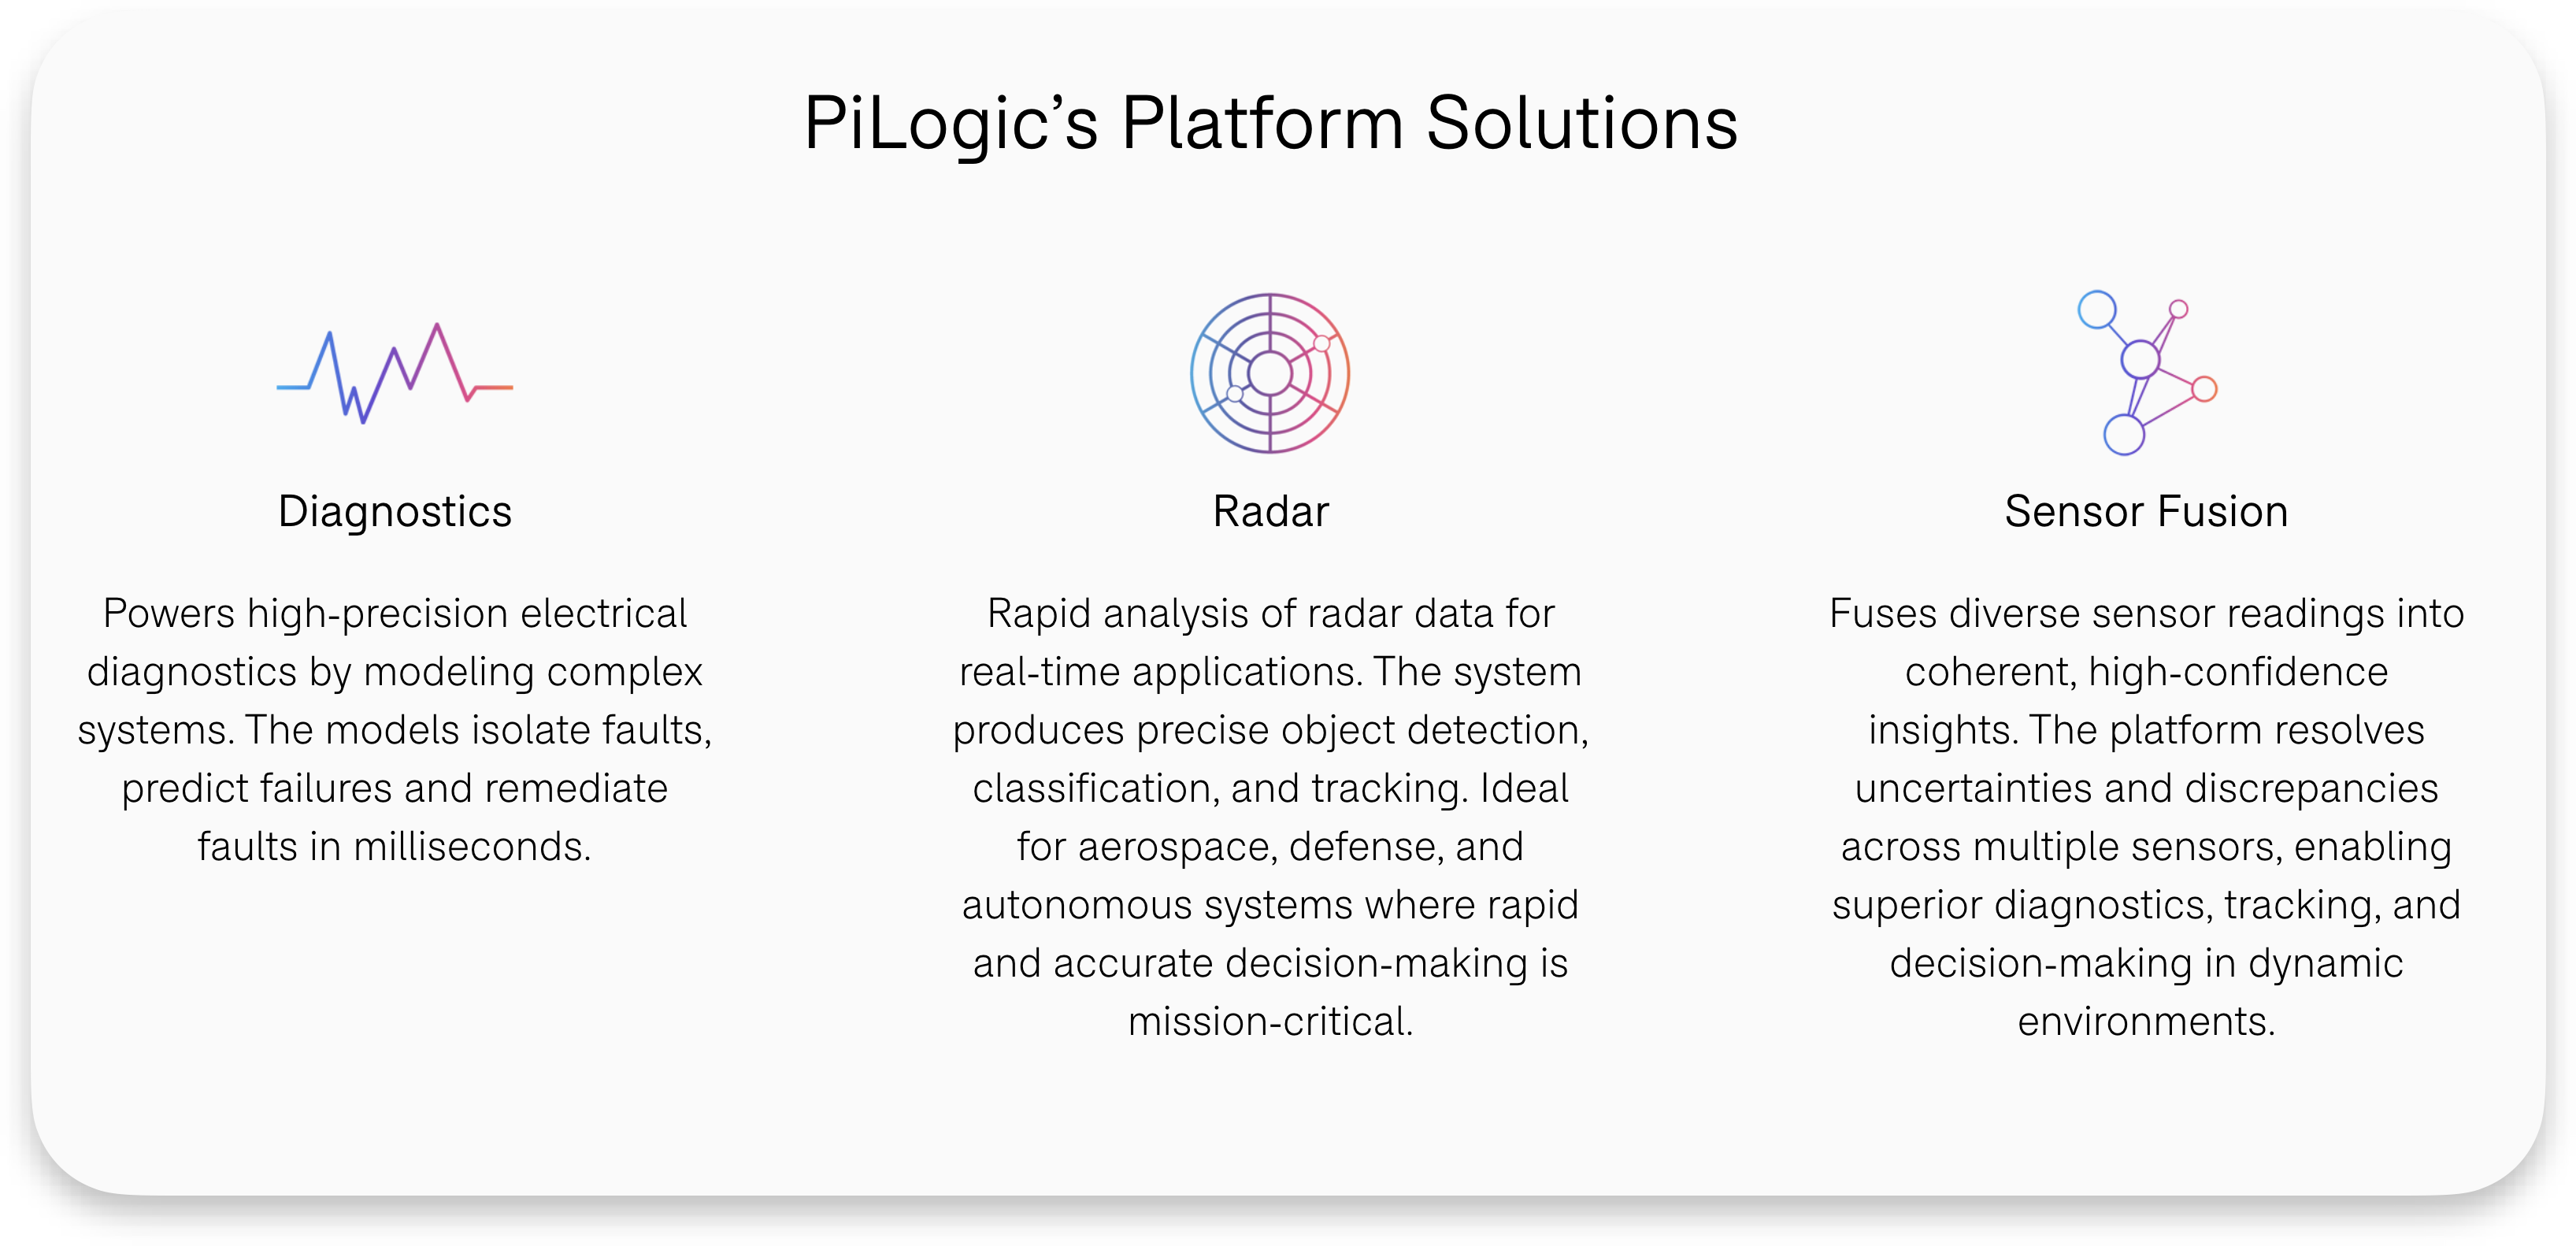 PiLogic’s Platform Solutions
Diagnostics
Powers high-precision electrical
diagnostics by modeling complex
systems. The models isolate faults,
predict failures and remediate
faults in milliseconds.
Radar
Rapid analysis of radar data for
real-time applications. The system
produces precise object detection,
classification, and tracking. Ideal
for aerospace, defense, and
autonomous systems where rapid
and accurate decision-making is
mission-critical.
Sensor Fusion
Fuses diverse sensor readings into
coherent, high-confidence
insights. The platform resolves
uncertainties and discrepancies
across multiple sensors, enabling
superior diagnostics, tracking, and
decision-making in dynamic
environments.